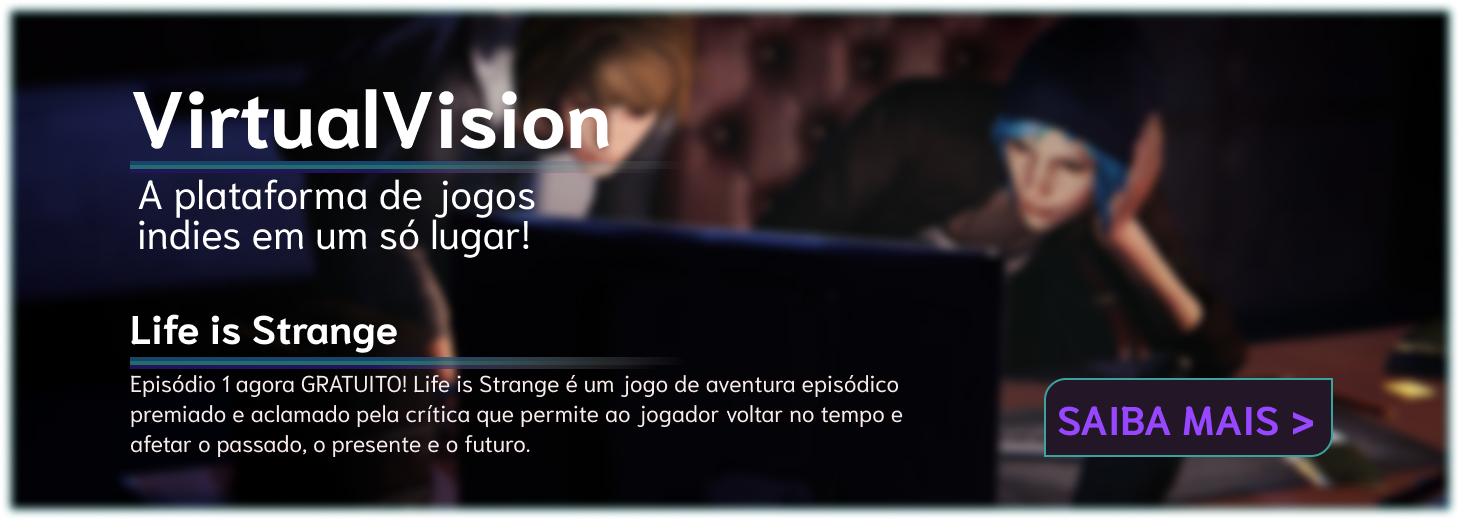 VirtualVision
A plataforma de jogos
indies em um só lugar!
Life is Strange
Episódio 1 agora GRATUITO! Life is Strange é um jogo de aventura episódico
premiado e aclamado pela crítica que permite ao jogador voltar no tempo e
afetar o passado, o presente e o futuro.
SAIBA MAIS >